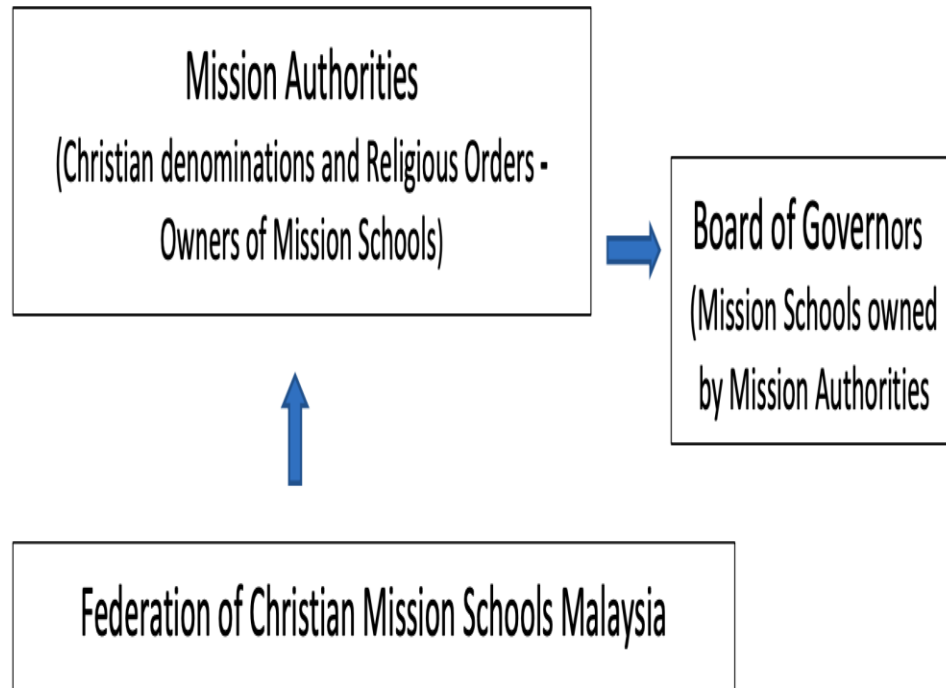 Mission Authorities
(Christian denominations and Religious Orders -
Owners of Mission Schools)
Board of Governors
(Mission Schools owned
by Mission Authorities
Federation of Christian Mission Schools Malaysia